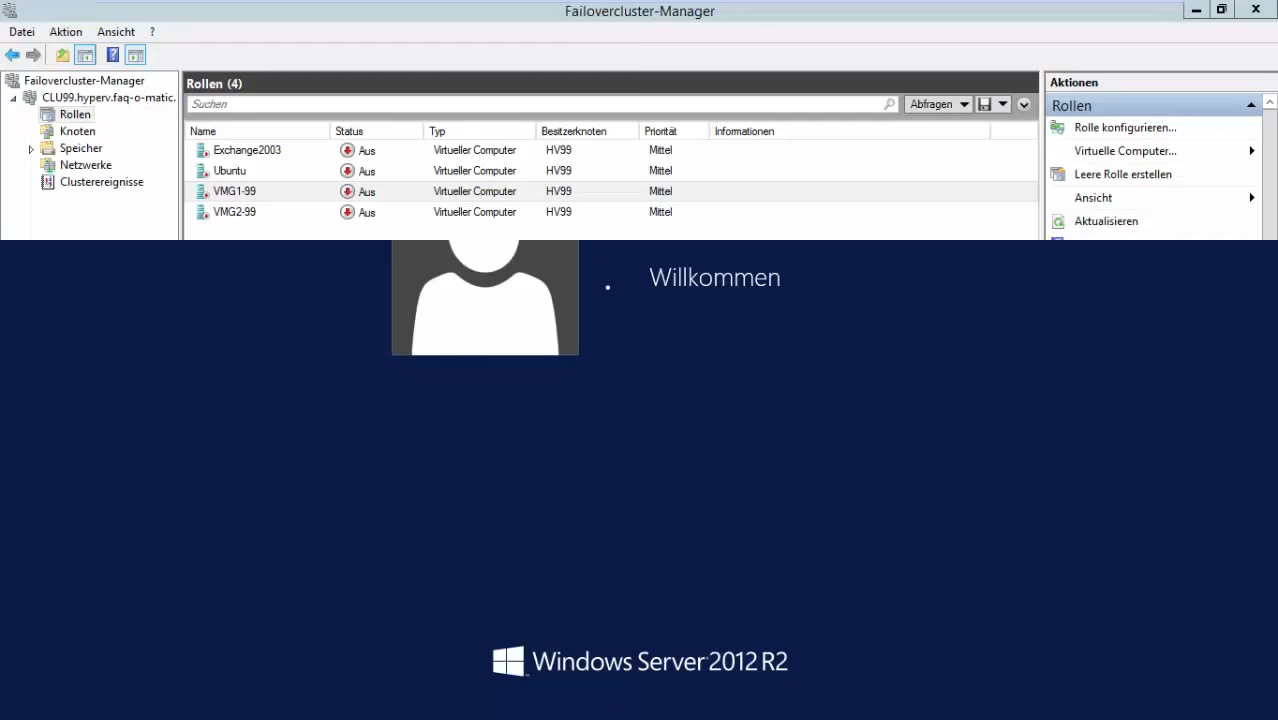 Failovercluster-Manager
Datei Aktion Ansicht ?
Failovercluster-Manager
CLU99.hyperv.faq-o-matic.
Rollen
Knoten
Speicher
Netzwerke
Clusterereignisse
Rollen (4)
Suchen Abfragen
Name Status Typ Besitzerknoten Priorität Informationen
Exchange2003 Aus Virtueller Computer HV99 Mittel
Ubuntu Aus Virtueller Computer HV99 Mittel
VMG1-99 Aus Virtueller Computer HV99 Mittel
VMG2-99 Aus Virtueller Computer HV99 Mittel
Aktionen
Rollen
Rolle konfigurieren...
Virtuelle Computer...
Leere Rolle erstellen
Ansicht
Aktualisieren
Willkommen
Windows Server 2012 R2